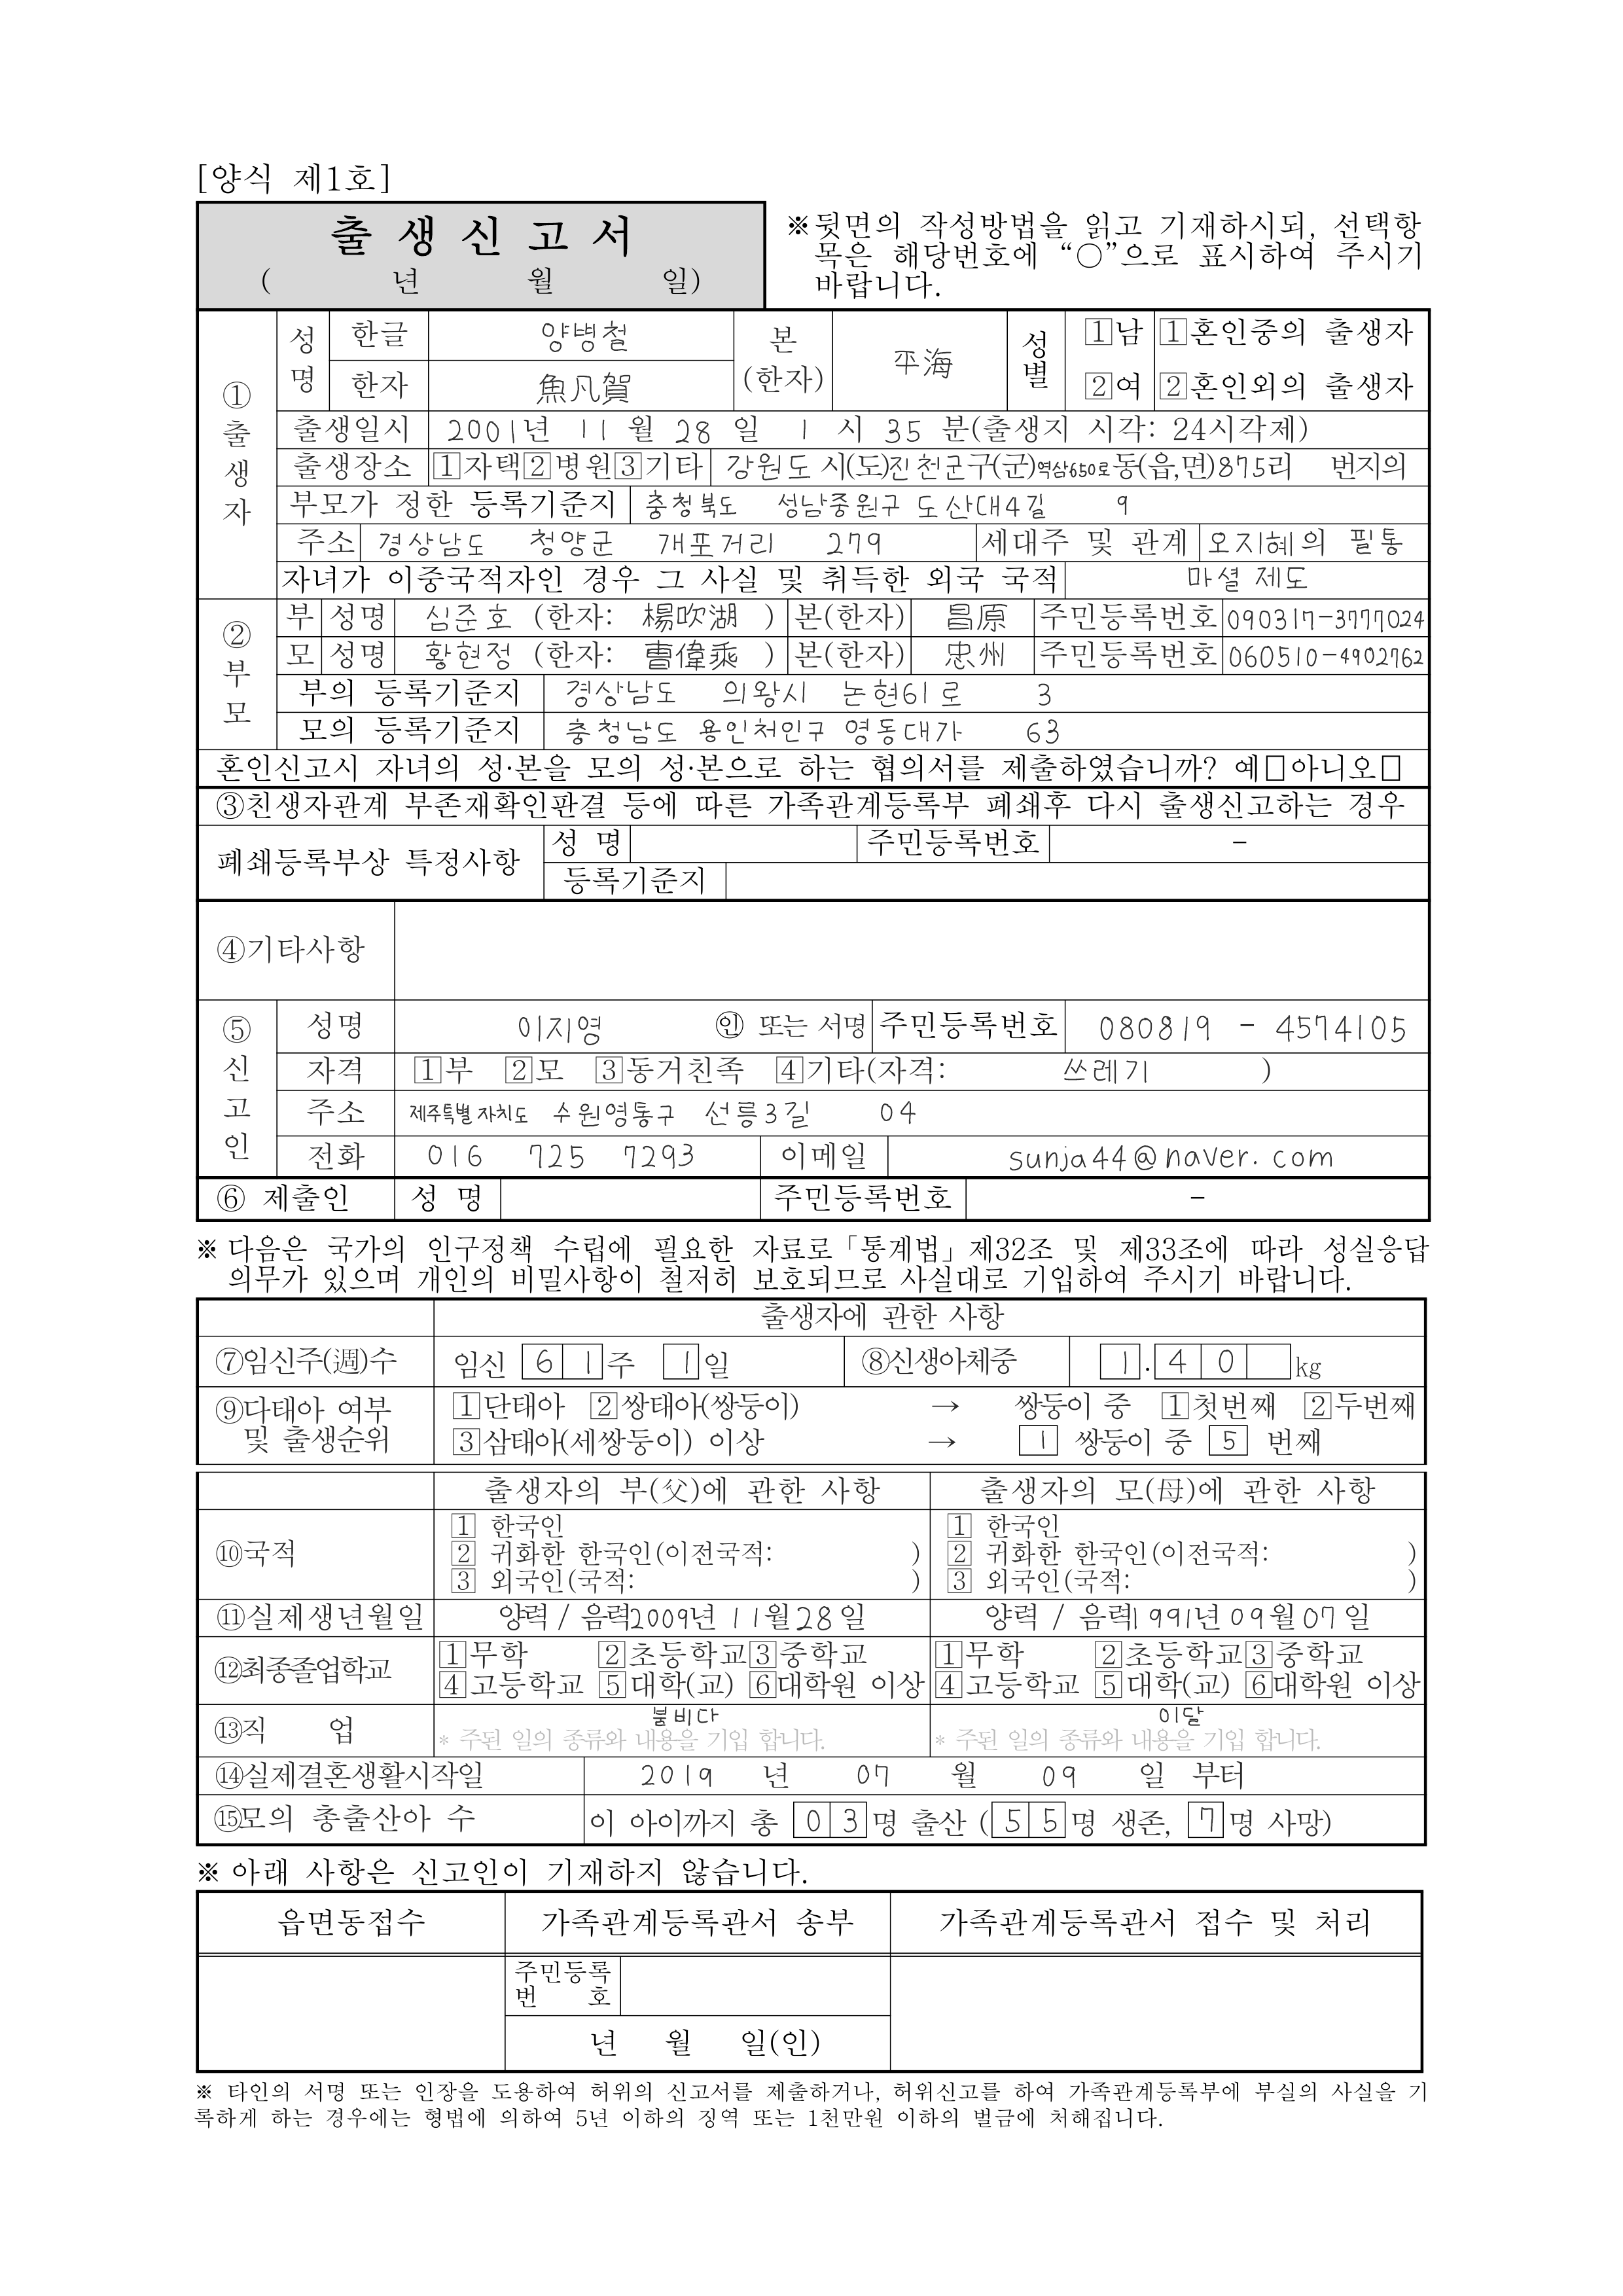 [양식 제1호]
출 생 신 고 서
( 년 월 일)
※ 뒷면의 작성방법을 읽고 기재하시되, 선택항
목은 해당번호에 “○”으로 표시하여 주시기
바랍니다.
① 출 생 자
성 명 한글 양병철 본 (한자) 平海 성별 1남 1혼인중의 출생자
한자 魚凡賀 2여 2혼인외의 출생자
출생일시 2001년 11 월 28 일 1 시 35 분(출생지 시각: 24시각제)
출생장소 1자택2병원3기타 강원도 시(도)진천군구(군)역삼650로동(읍,면)875리 번지의
부모가 정한 등록기준지 충청북도 성남중원구 도산대4길 9
주소 경상남도 청양군 개포거리 279 세대주 및 관계 오지혜의 필통
자녀가 이중국적자인 경우 그 사실 및 취득한 외국 국적 마셜 제도
② 부 모
부 성명 심준호 (한자: 楊吹湖 ) 본(한자) 昌原 주민등록번호 090317-3777024
모 성명 황현정 (한자: 曹偉乘 ) 본(한자) 忠州 주민등록번호 060510-4902762
부의 등록기준지 경상남도 의왕시 논현61로 3
모의 등록기준지 충청남도 용인처인구 영동대가 63
혼인신고시 자녀의 성·본을 모의 성·본으로 하는 협의서를 제출하였습니까? 예□아니오□
③친생자관계 부존재확인판결 등에 따른 가족관계등록부 폐쇄후 다시 출생신고하는 경우
폐쇄등록부상 특정사항 성 명 주민등록번호 -
등록기준지
④기타사항
⑤ 신 고 인
성명 이지영 ㊞ 또는 서명 주민등록번호 080819 - 4574105
자격 1부 2모 3동거친족 4기타(자격: 쓰레기 )
주소 제주특별자치도 수원영통구 선릉3길 04
전화 016 725 7293 이메일 sunja44@naver.com
⑥ 제출인 성 명 주민등록번호 -
※ 다음은 국가의 인구정책 수립에 필요한 자료로「통계법」제32조 및 제33조에 따라 성실응답
의무가 있으며 개인의 비밀사항이 철저히 보호되므로 사실대로 기입하여 주시기 바랍니다.
출생자에 관한 사항
⑦임신주(週)수 임신 61주 1일 ⑧신생아체중 1.40 kg
⑨다태아 여부 및 출생순위 1단태아 2쌍태아(쌍둥이) → 쌍둥이 중 1첫번째 2두번째
3삼태아(세쌍둥이) 이상 → 1 쌍둥이 중 5 번째
출생자의 부(父)에 관한 사항 출생자의 모(母)에 관한 사항
⑩국적 1 한국인 1 한국인
2 귀화한 한국인(이전국적: ) 2 귀화한 한국인(이전국적: )
3 외국인(국적: ) 3 외국인(국적: )
⑪실제생년월일 양력 / 음력2009년 11월28일 양력 / 음력1991년 09월07일
⑫최종졸업학교 1무학 2초등학교3중학교 1무학 2초등학교3중학교
4고등학교 5대학(교) 6대학원 이상 4고등학교 5대학(교) 6대학원 이상
⑬직 업 붐비다 이달
* 주된 일의 종류와 내용을 기입 합니다. * 주된 일의 종류와 내용을 기입 합니다.
⑭실제결혼생활시작일 2019 년 07 월 09 일 부터
⑮모의 총출산아 수 이 아이까지 총 03명 출산 (55명 생존, 7명 사망)
※ 아래 사항은 신고인이 기재하지 않습니다.
읍면동접수 가족관계등록관서 송부 가족관계등록관서 접수 및 처리
주민등록
번 호
년 월 일(인)
※ 타인의 서명 또는 인장을 도용하여 허위의 신고서를 제출하거나, 허위신고를 하여 가족관계등록부에 부실의 사실을 기
록하게 하는 경우에는 형법에 의하여 5년 이하의 징역 또는 1천만원 이하의 벌금에 처해집니다.